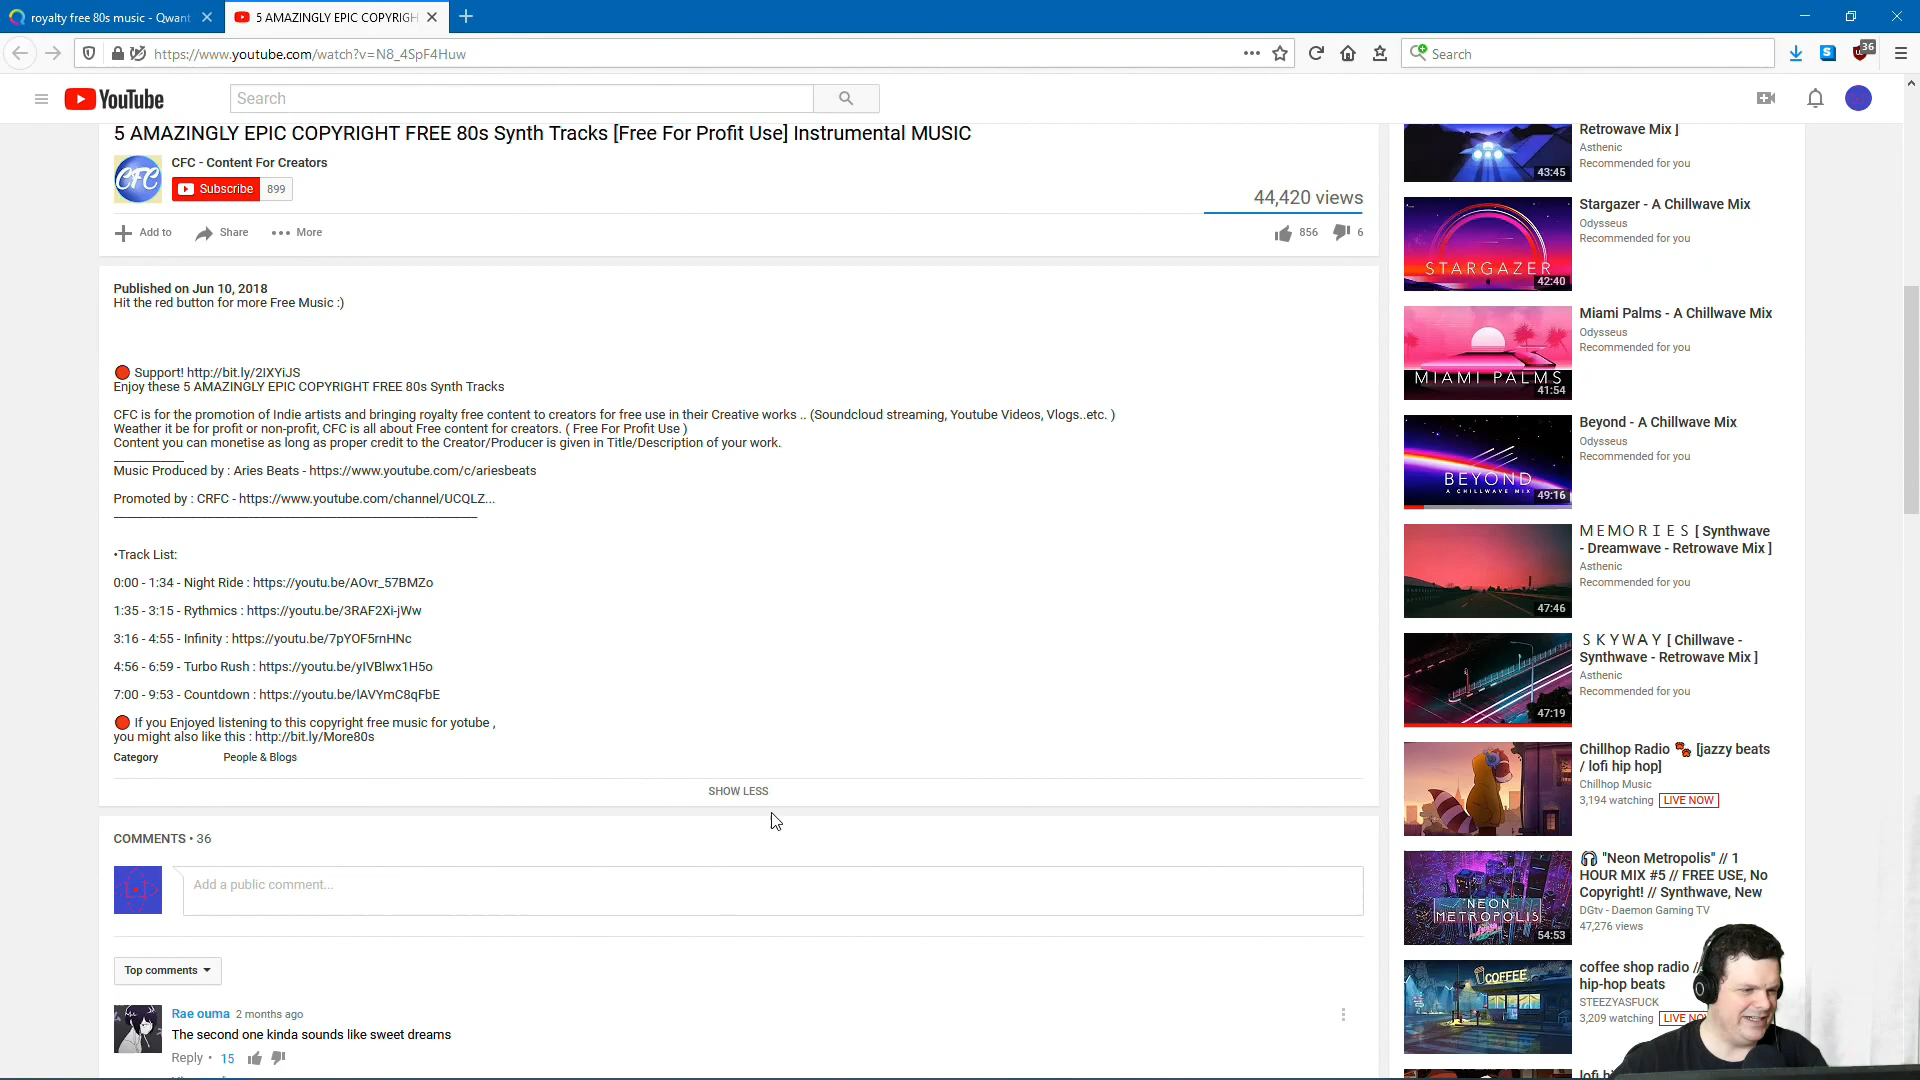 royalty free 80s music - Qwant
5 AMAZINGLY EPIC COPYRIGH
https://www.youtube.com/watch?v=N8_4SpF4Huw
Search
36
YouTube
Search
5 AMAZINGLY EPIC COPYRIGHT FREE 80s Synth Tracks [Free For Profit Use] Instrumental MUSIC
CFC
CFC - Content For Creators
Subscribe 899
44,420 views
Add to Share More
856 6
Published on Jun 10, 2018
Hit the red button for more Free Music :)
Support! http://bit.ly/2IXYiJS
Enjoy these 5 AMAZINGLY EPIC COPYRIGHT FREE 80s Synth Tracks
CFC is for the promotion of Indie artists and bringing royalty free content to creators for free use in their Creative works .. (Soundcloud streaming, Youtube Videos, Vlogs..etc. )
Weather it be for profit or non-profit, CFC is all about Free content for creators. ( Free For Profit Use )
Content you can monetise as long as proper credit to the Creator/Producer is given in Title/Description of your work.
Music Produced by : Aries Beats - https://www.youtube.com/c/ariesbeats
Promoted by : CRFC - https://www.youtube.com/channel/UCQLZ...
•Track List:
0:00 - 1:34 - Night Ride : https://youtu.be/AOvr_57BMZo
1:35 - 3:15 - Rythmics : https://youtu.be/3RAF2Xi-jWw
3:16 - 4:55 - Infinity : https://youtu.be/7pYOF5rnHNc
4:56 - 6:59 - Turbo Rush : https://youtu.be/yIVBlwx1H5o
7:00 - 9:53 - Countdown : https://youtu.be/lAVYmC8qFbE
If you Enjoyed listening to this copyright free music for yotube ,
you might also like this : http://bit.ly/More80s
Category People & Blogs
SHOW LESS
COMMENTS • 36
Add a public comment...
Top comments
Rae ouma 2 months ago
The second one kinda sounds like sweet dreams
Reply • 15
Retrowave Mix ]
Asthenic
Recommended for you
43:45
Stargazer - A Chillwave Mix
Odysseus
Recommended for you
STARGAZER
42:40
Miami Palms - A Chillwave Mix
Odysseus
Recommended for you
MIAMI PALMS
41:54
Beyond - A Chillwave Mix
Odysseus
Recommended for you
BEYOND
A CHILLWAVE MIX
49:16
M E M O R I E S [ Synthwave
- Dreamwave - Retrowave Mix ]
Asthenic
Recommended for you
47:46
S K Y W A Y [ Chillwave -
Synthwave - Retrowave Mix ]
Asthenic
Recommended for you
47:19
Chillhop Radio [jazzy beats
/ lofi hip hop]
Chillhop Music
3,194 watching LIVE NOW
"Neon Metropolis" // 1
HOUR MIX #5 // FREE USE, No
Copyright! // Synthwave, New
DGtv - Daemon Gaming TV
47,276 views
NEON
METROPOLIS
54:53
coffee shop radio //
hip-hop beats
STEEZYASFUCK
3,209 watching LIVE NO
COFFEE
lofi hi